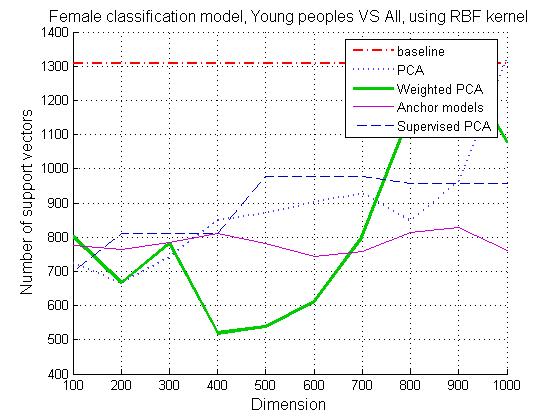 Female classification model, Young peoples VS All, using RBF kernel
1400
1300
1200
1100
1000
900
800
700
600
500
400
Number of support vectors
baseline
PCA
Weighted PCA
Anchor models
Supervised PCA
100 200 300 400 500 600 700 800 900 1000
Dimension